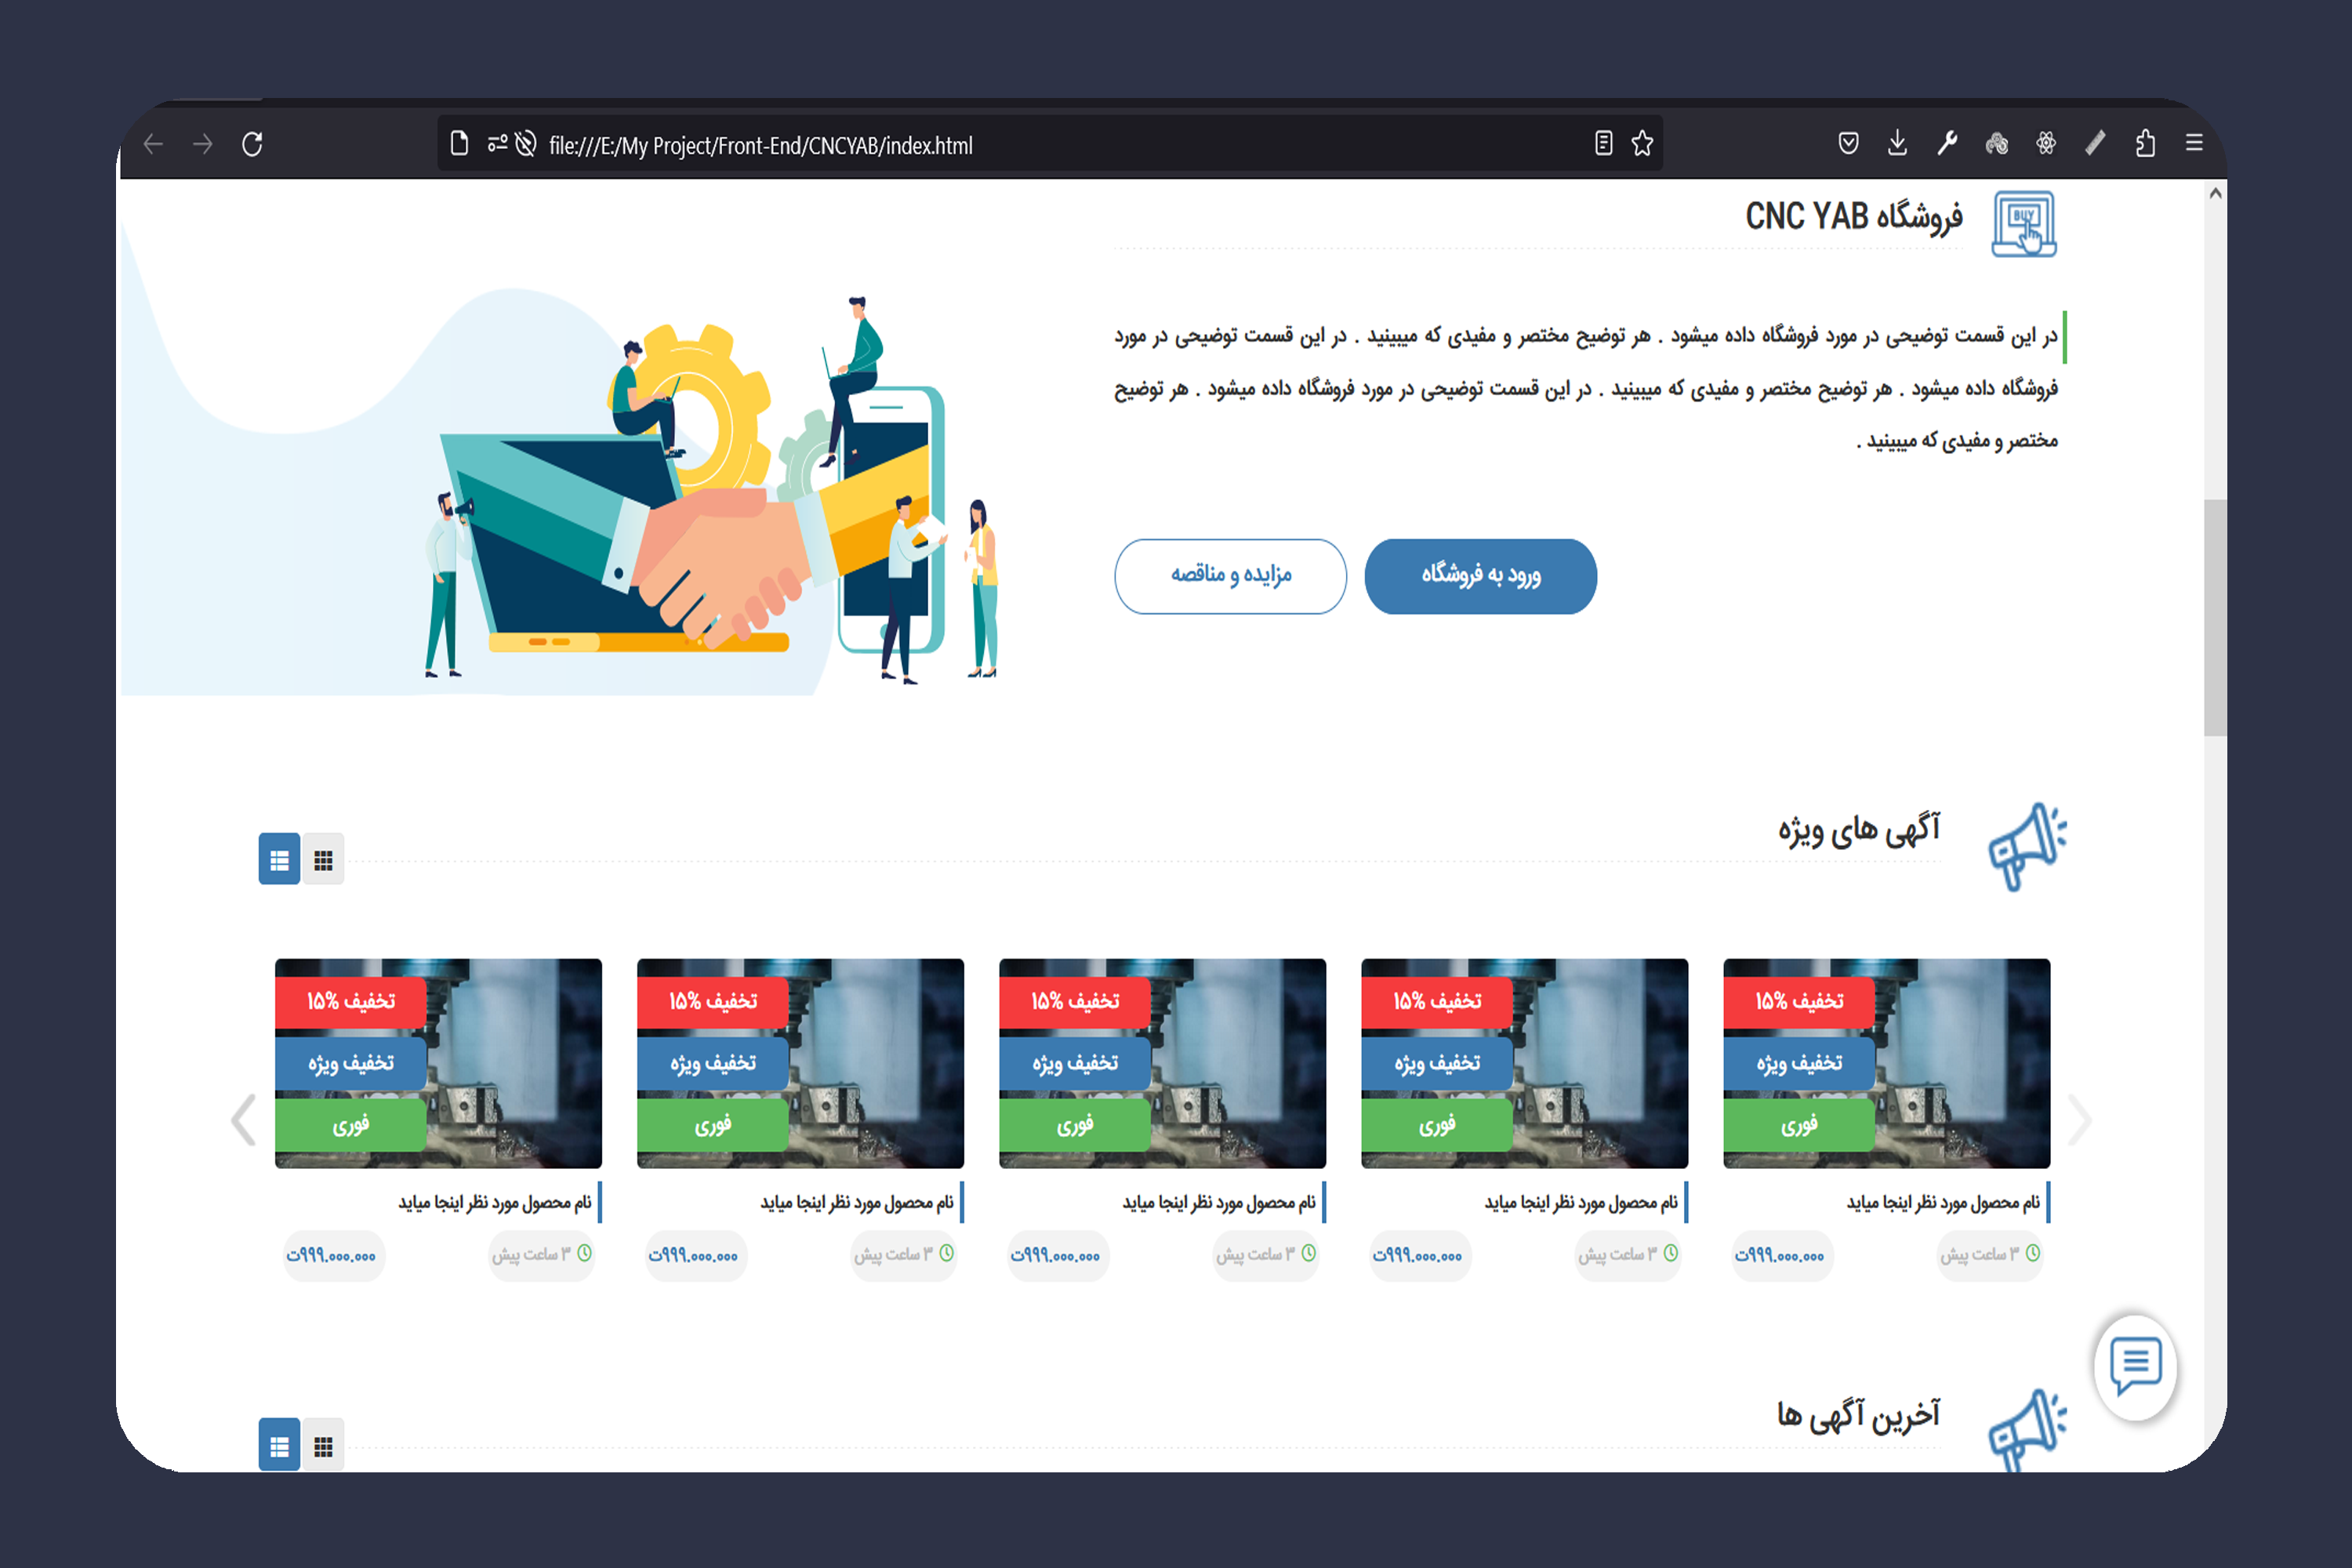 file:///E:/My Project/Front-End/CNCYAB/index.html
فروشگاه CNC YAB
BUY
در این قسمت توضیحی در مورد فروشگاه داده میشود . هر توضیح مختصر و مفیدی که میبینید . در این قسمت توضیحی در مورد
فروشگاه داده میشود . هر توضیح مختصر و مفیدی که میبینید . در این قسمت توضیحی در مورد فروشگاه داده میشود . هر توضیح
مختصر و مفیدی که میبینید .
ورود به فروشگاه
مزایده و مناقصه
آگهی های ویژه
تخفیف %۱۵
تخفیف ویژه
فوری
نام محصول مورد نظر اینجا میاید
۳ ساعت پیش
۹۹۹.۰۰۰.۰۰۰ت
تخفیف %۱۵
تخفیف ویژه
فوری
نام محصول مورد نظر اینجا میاید
۳ ساعت پیش
۹۹۹.۰۰۰.۰۰۰ت
تخفیف %۱۵
تخفیف ویژه
فوری
نام محصول مورد نظر اینجا میاید
۳ ساعت پیش
۹۹۹.۰۰۰.۰۰۰ت
تخفیف %۱۵
تخفیف ویژه
فوری
نام محصول مورد نظر اینجا میاید
۳ ساعت پیش
۹۹۹.۰۰۰.۰۰۰ت
تخفیف %۱۵
تخفیف ویژه
فوری
نام محصول مورد نظر اینجا میاید
۳ ساعت پیش
۹۹۹.۰۰۰.۰۰۰ت
آخرین آگهی ها